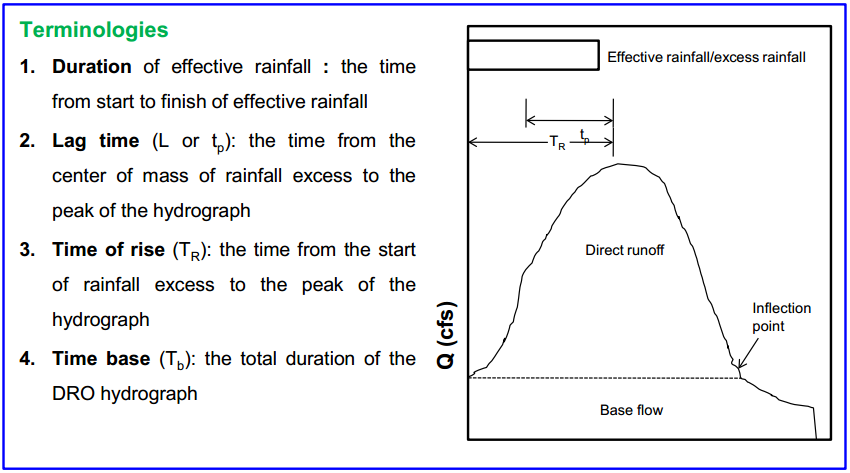 Terminologies
1. Duration of effective rainfall : the time
from start to finish of effective rainfall
2. Lag time (L or tp): the time from the
center of mass of rainfall excess to the
peak of the hydrograph
3. Time of rise (TR): the time from the start
of rainfall excess to the peak of the
hydrograph
4. Time base (Tb): the total duration of the
DRO hydrograph
Effective rainfall/excess rainfall
tp
TR
Direct runoff
Inflection
point
Q (cfs)
Base flow